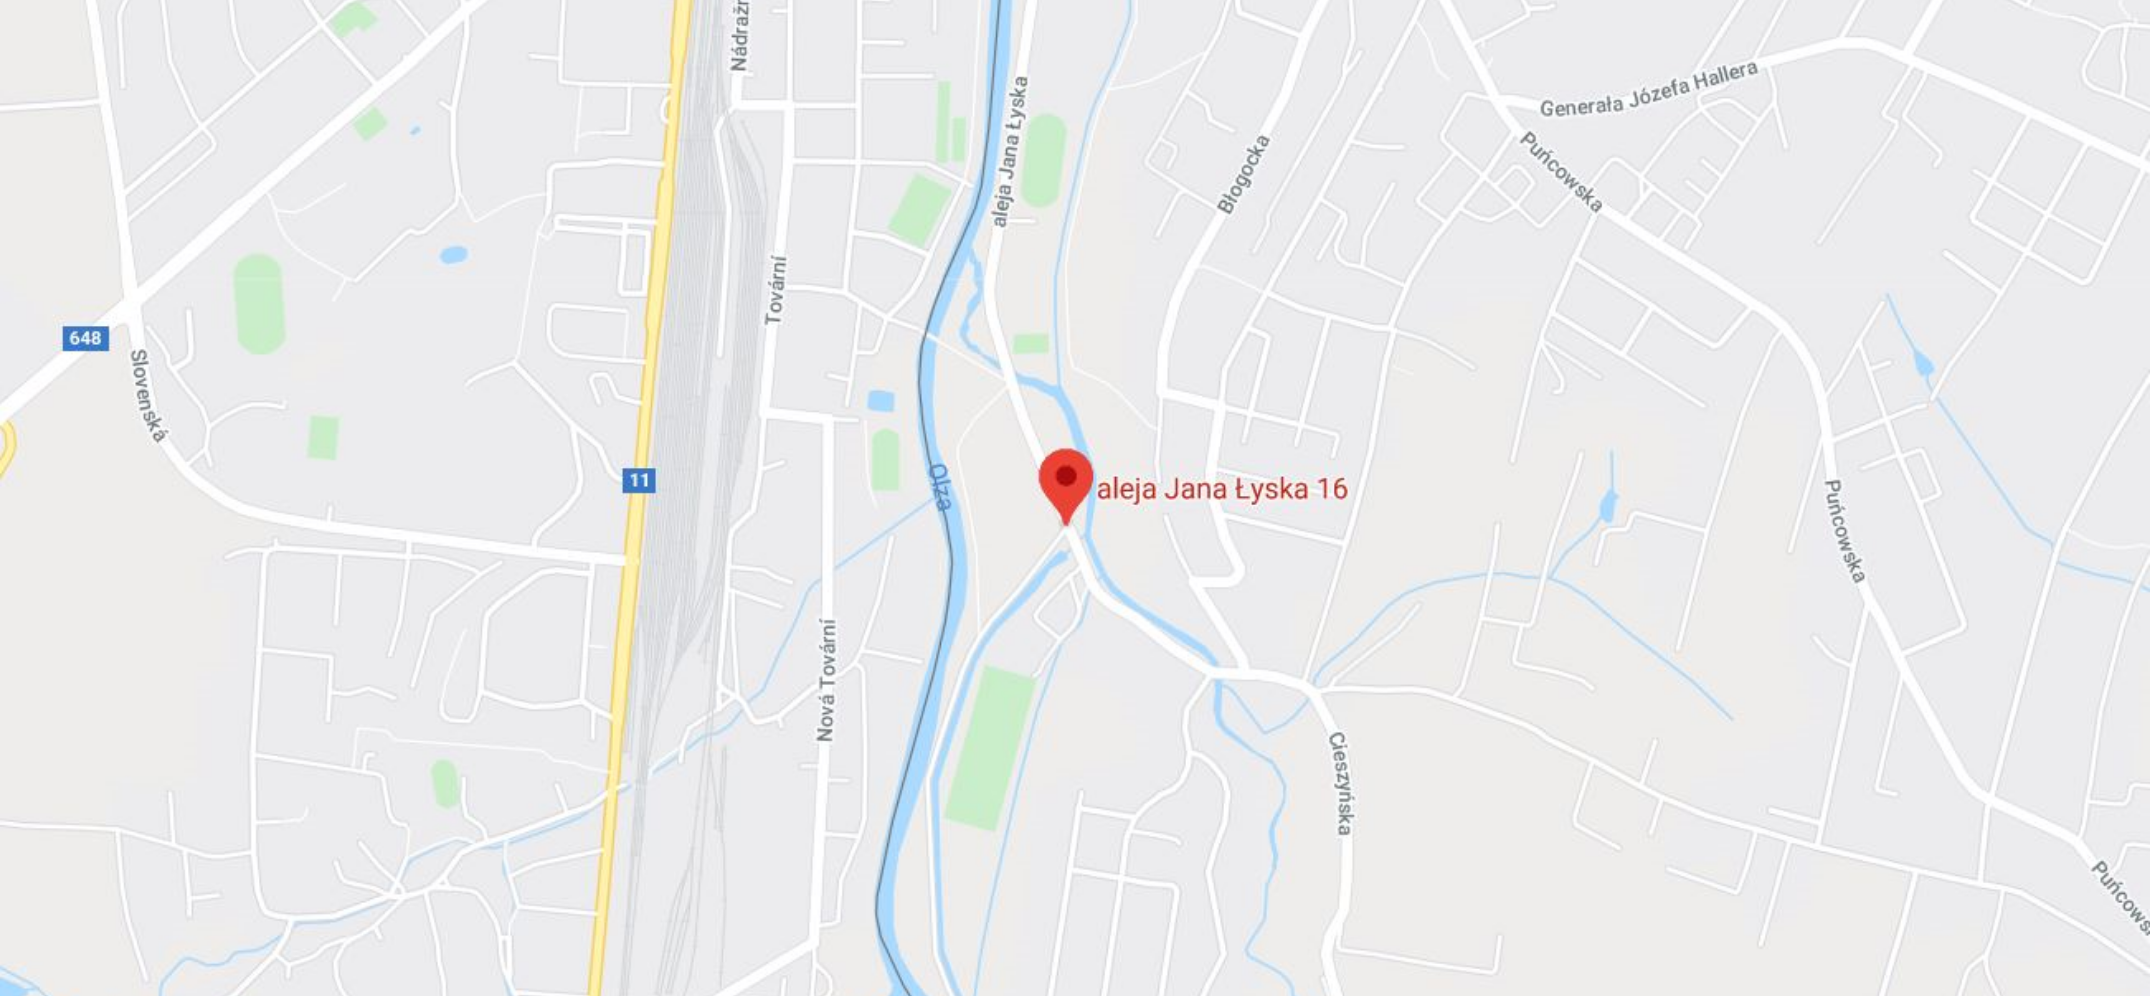 Nádraž
aleja Jana Łyska
Generała Józefa Hallera
Puńcowska
Błogocka
Tovární
648
Slovenská
11
Olza
aleja Jana Łyska 16
Puńcowska
Nová Tovární
Cieszyńska
Puńcows